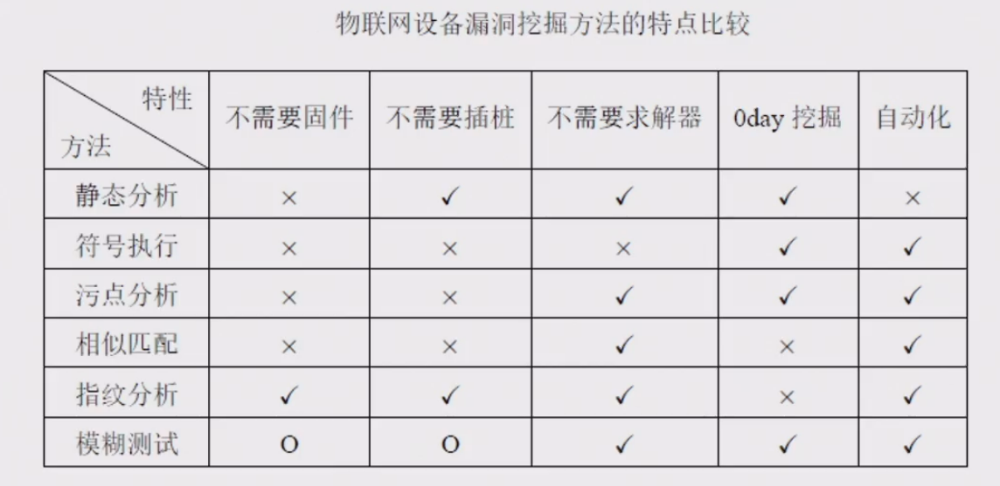 物联网设备漏洞挖掘方法的特点比较
特性
方法
不需要固件 不需要插桩 不需要求解器 0day 挖掘 自动化
静态分析 × ✓ ✓ ✓ ×
符号执行 × × × ✓ ✓
污点分析 × × ✓ ✓ ✓
相似匹配 × × ✓ × ✓
指纹分析 ✓ ✓ ✓ × ✓
模糊测试 O O ✓ ✓ ✓